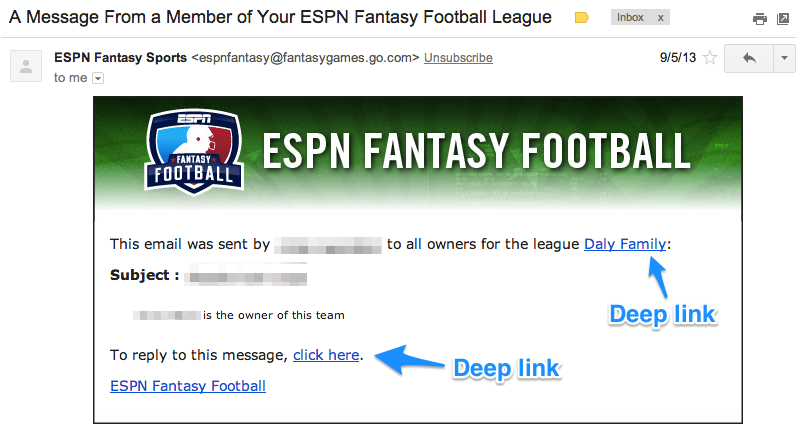 A Message From a Member of Your ESPN Fantasy Football League
Inbox x
ESPN Fantasy Sports <espnfantasy@fantasygames.go.com> Unsubscribe
9/5/13
to me
ESPN
FANTASY
FOOTBALL
ESPN FANTASY FOOTBALL
This email was sent by to all owners for the league Daly Family:
Subject :
Deep link
is the owner of this team
To reply to this message, click here.
Deep link
ESPN Fantasy Football